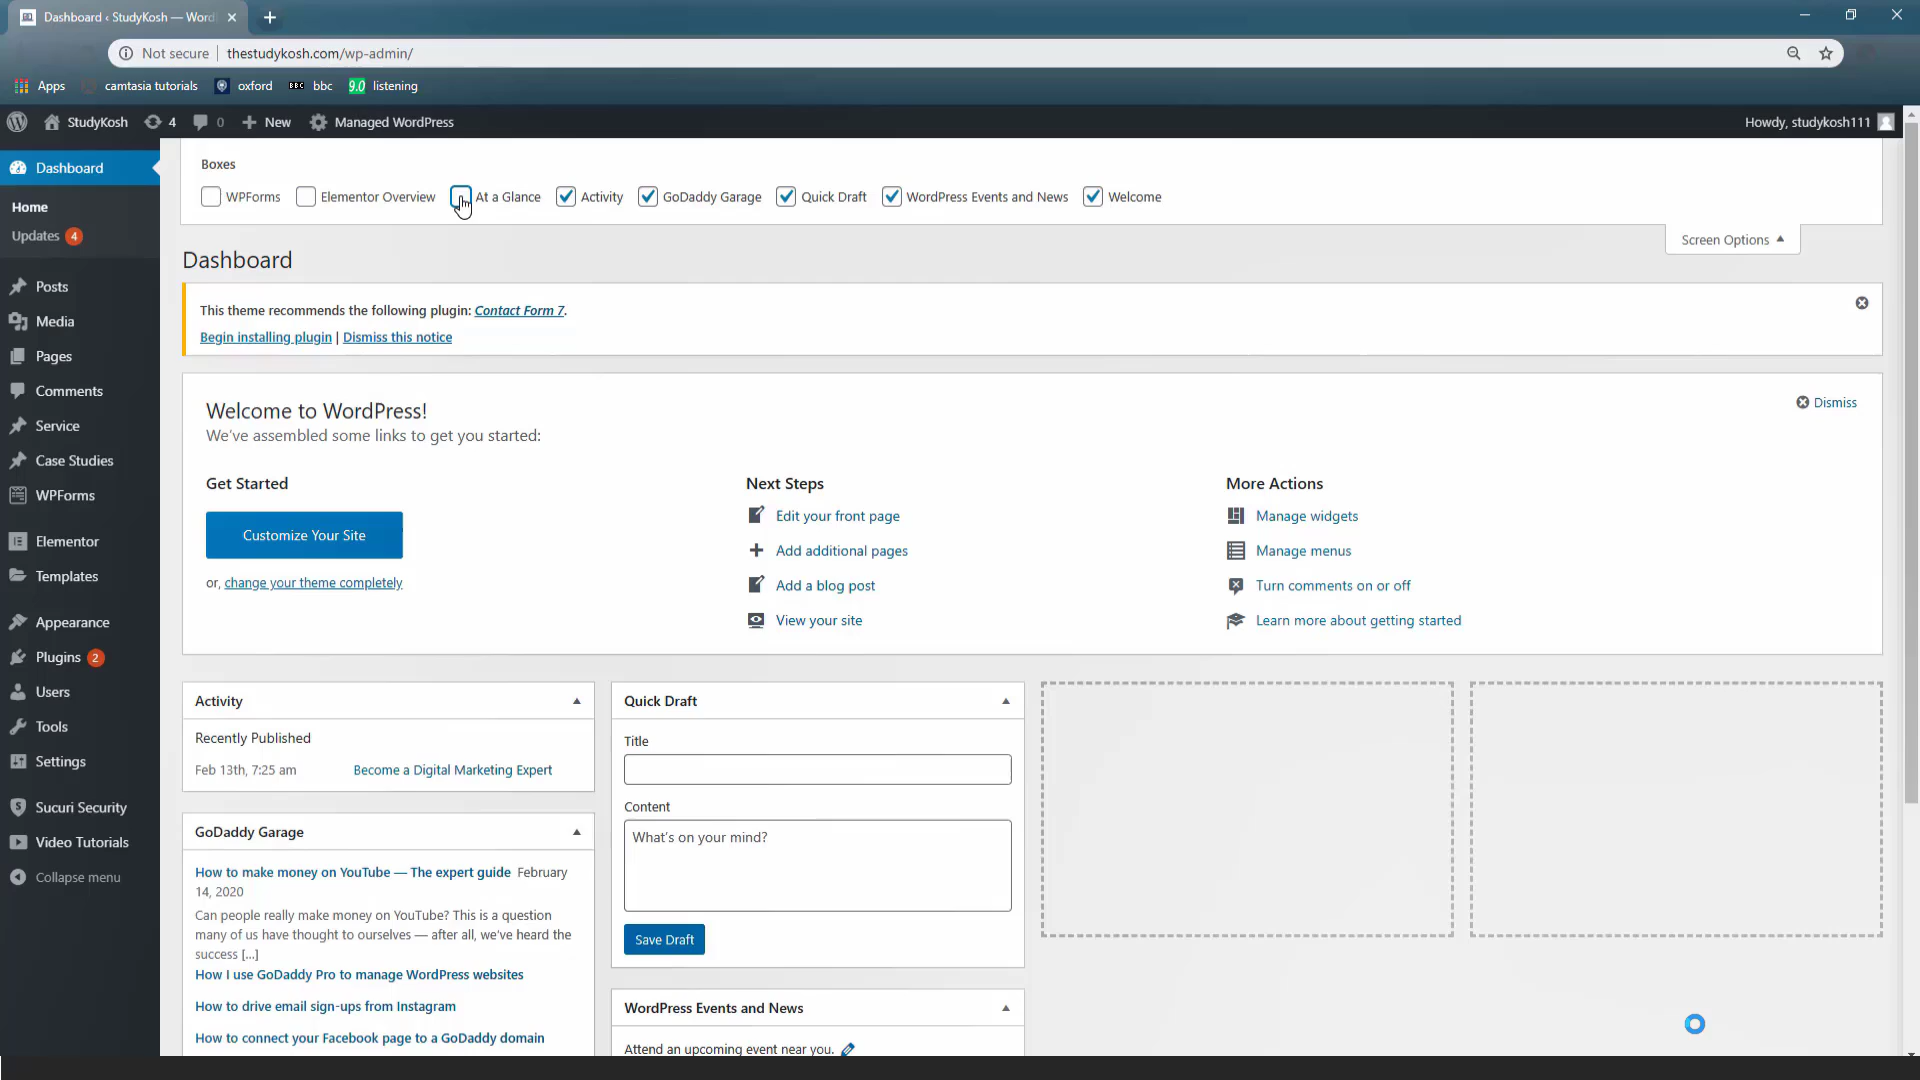 Dashboard ‹ StudyKosh — Word
Not secure | thestudykosh.com/wp-admin/
Apps camtasia tutorials oxford BBC bbc 9.0 listening
StudyKosh 4 0 New Managed WordPress Howdy, studykosh111
Dashboard
Home
Updates 4
Posts
Media
Pages
Comments
Service
Case Studies
WPForms
Elementor
Templates
Appearance
Plugins 2
Users
Tools
Settings
Sucuri Security
Video Tutorials
Collapse menu
Boxes
WPForms Elementor Overview At a Glance Activity GoDaddy Garage Quick Draft WordPress Events and News Welcome
Screen Options
Dashboard
This theme recommends the following plugin: Contact Form 7.
Begin installing plugin | Dismiss this notice
Welcome to WordPress!
Dismiss
We've assembled some links to get you started:
Get Started
Customize Your Site
or, change your theme completely
Next Steps
Edit your front page
Add additional pages
Add a blog post
View your site
More Actions
Manage widgets
Manage menus
Turn comments on or off
Learn more about getting started
Activity
Recently Published
Feb 13th, 7:25 am Become a Digital Marketing Expert
GoDaddy Garage
How to make money on YouTube — The expert guide February
14, 2020
Can people really make money on YouTube? This is a question
many of us have thought to ourselves — after all, we've heard the
success [...]
How I use GoDaddy Pro to manage WordPress websites
How to drive email sign-ups from Instagram
How to connect your Facebook page to a GoDaddy domain
Quick Draft
Title
Content
What's on your mind?
Save Draft
WordPress Events and News
Attend an upcoming event near you.